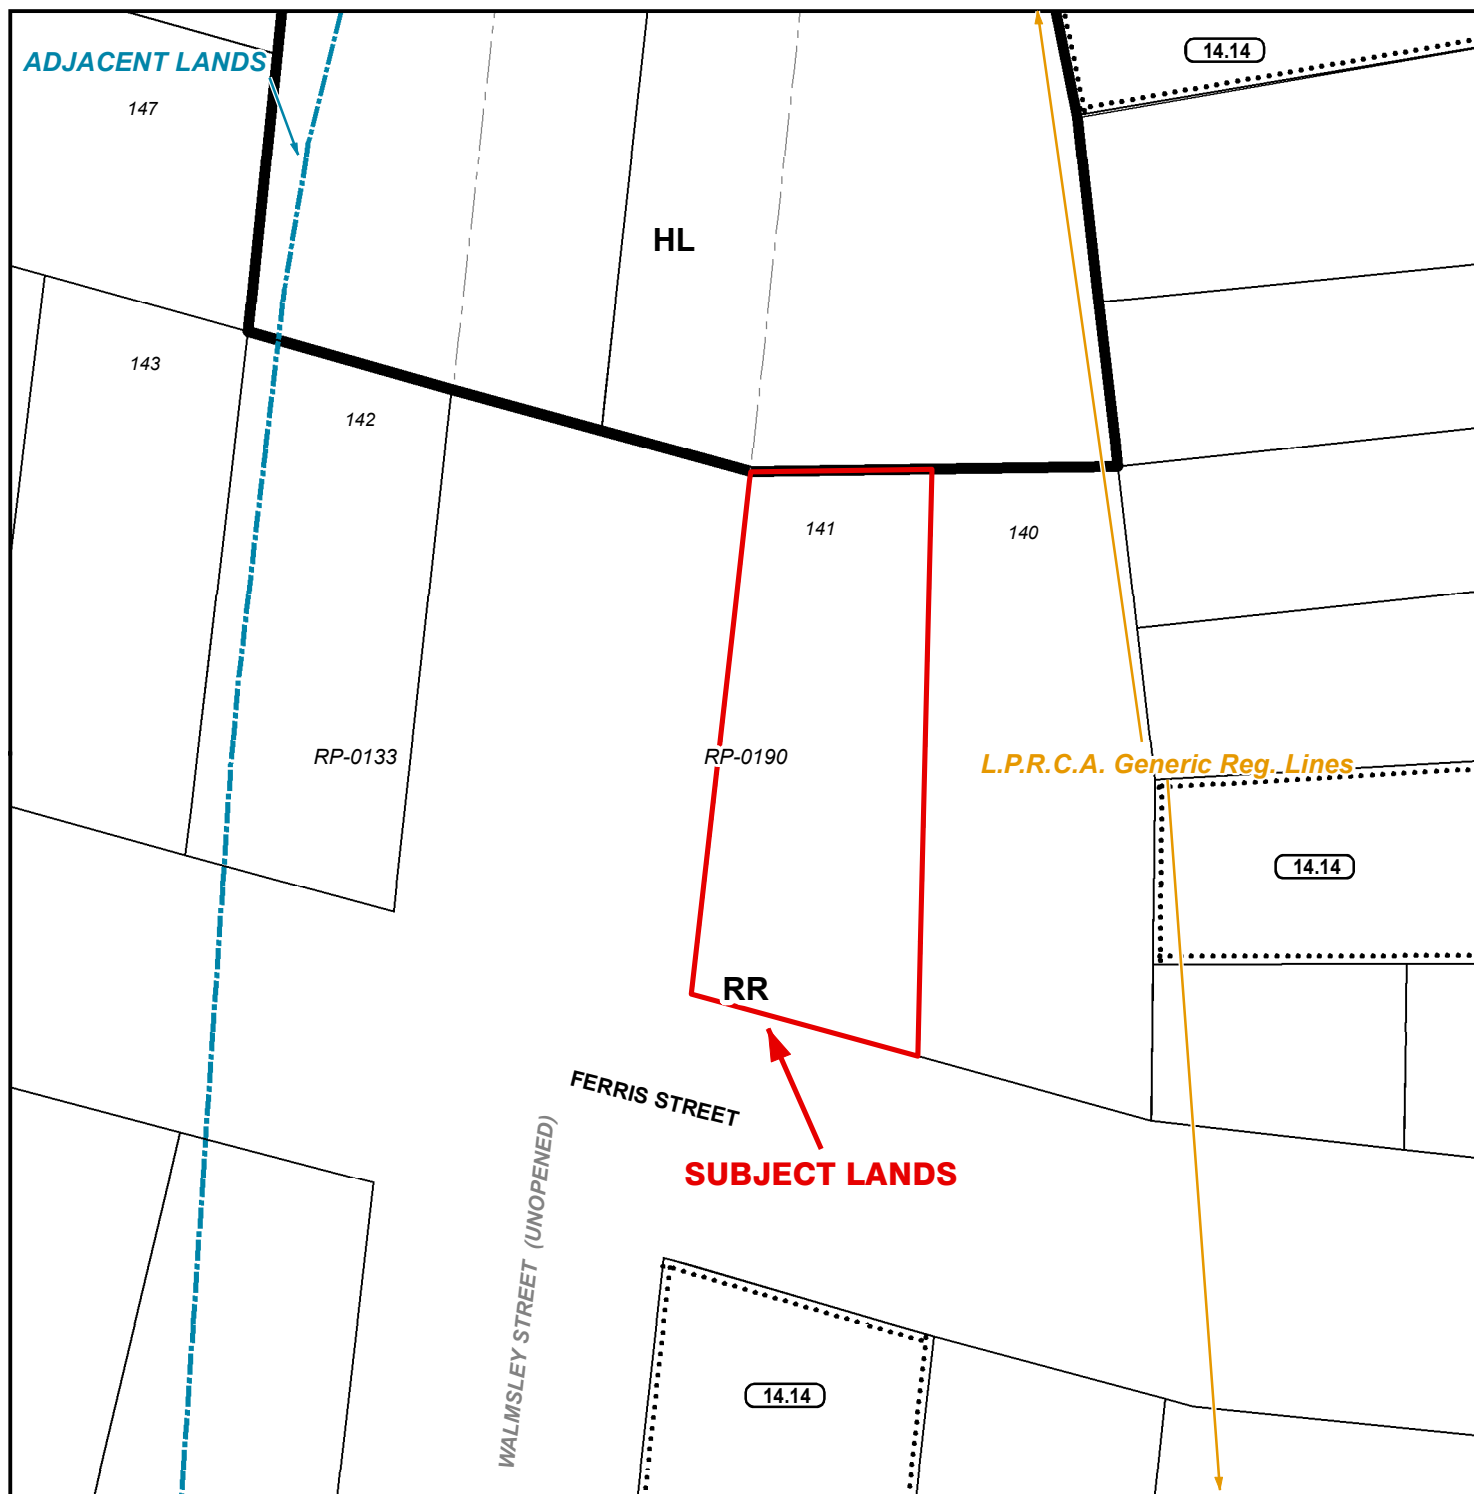 14.14
ADJACENT LANDS
147
HL
143
142
141
140
RP-0133
RP-0190
L.P.R.C.A. Generic Reg. Lines
14.14
RR
FERRIS STREET
WALMSLEY STREET (UNOPENED)
SUBJECT LANDS
14.14